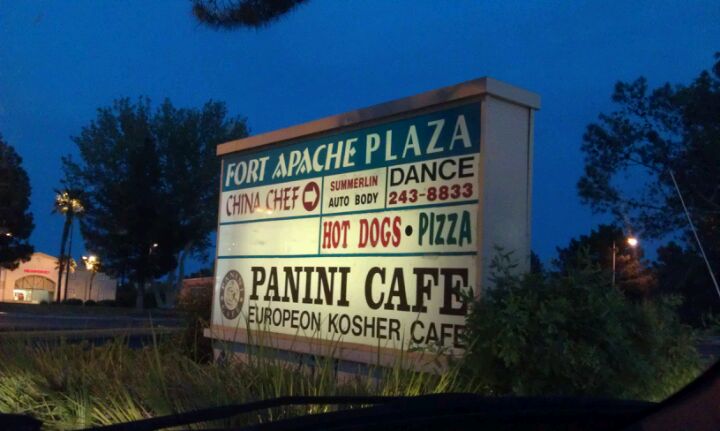 FORT APACHE PLAZA
CHINA CHEF
SUMMERLIN
AUTO BODY
DANCE
243-8833
HOT DOGS • PIZZA
PANINI CAFE
EUROPEON KOSHER CAFE